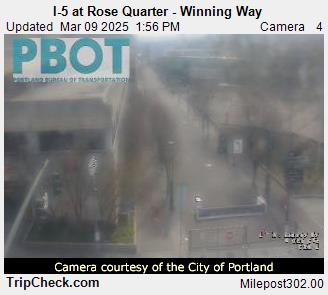 I-5 at Rose Quarter - Winning Way
Updated Mar 09 2025 1:56 PM Camera 4
PBOT
PORTLAND BUREAU OF TRANSPORTATION
Camera courtesy of the City of Portland
TripCheck.com Milepost302.00